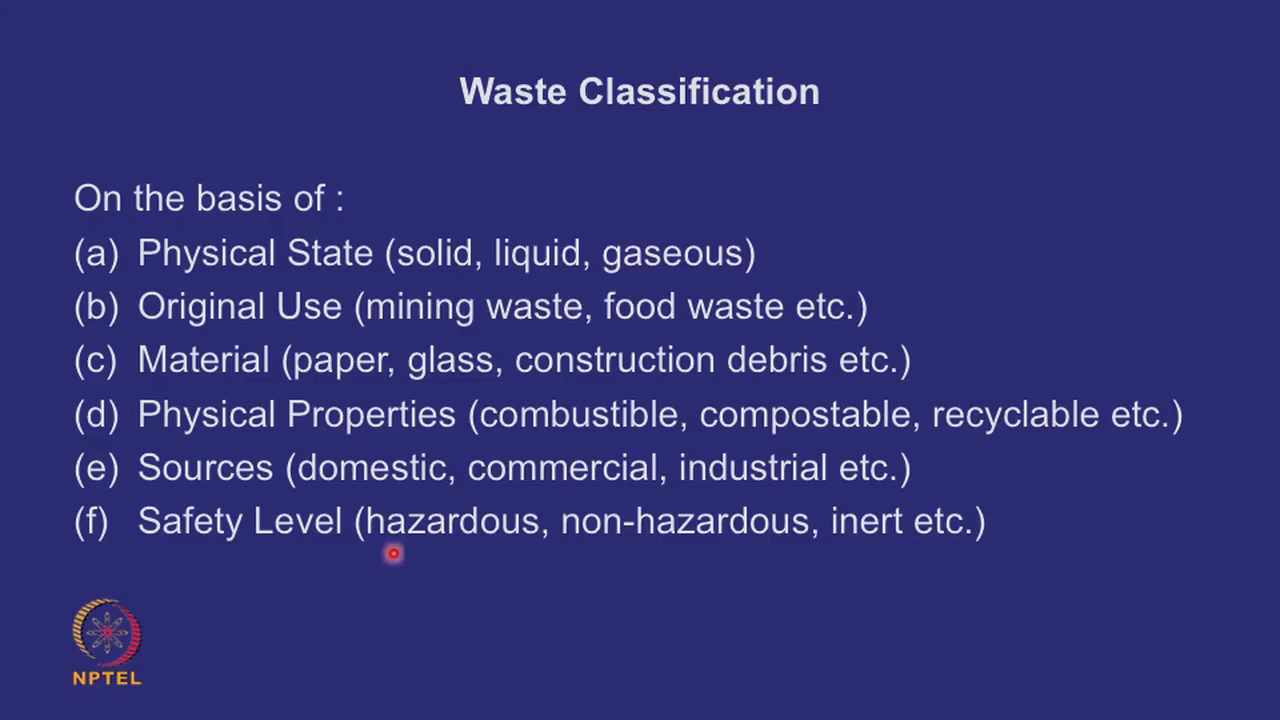 Waste Classification
On the basis of :
(a) Physical State (solid, liquid, gaseous)
(b) Original Use (mining waste, food waste etc.)
(c) Material (paper, glass, construction debris etc.)
(d) Physical Properties (combustible, compostable, recyclable etc.)
(e) Sources (domestic, commercial, industrial etc.)
(f) Safety Level (hazardous, non-hazardous, inert etc.)
NPTEL